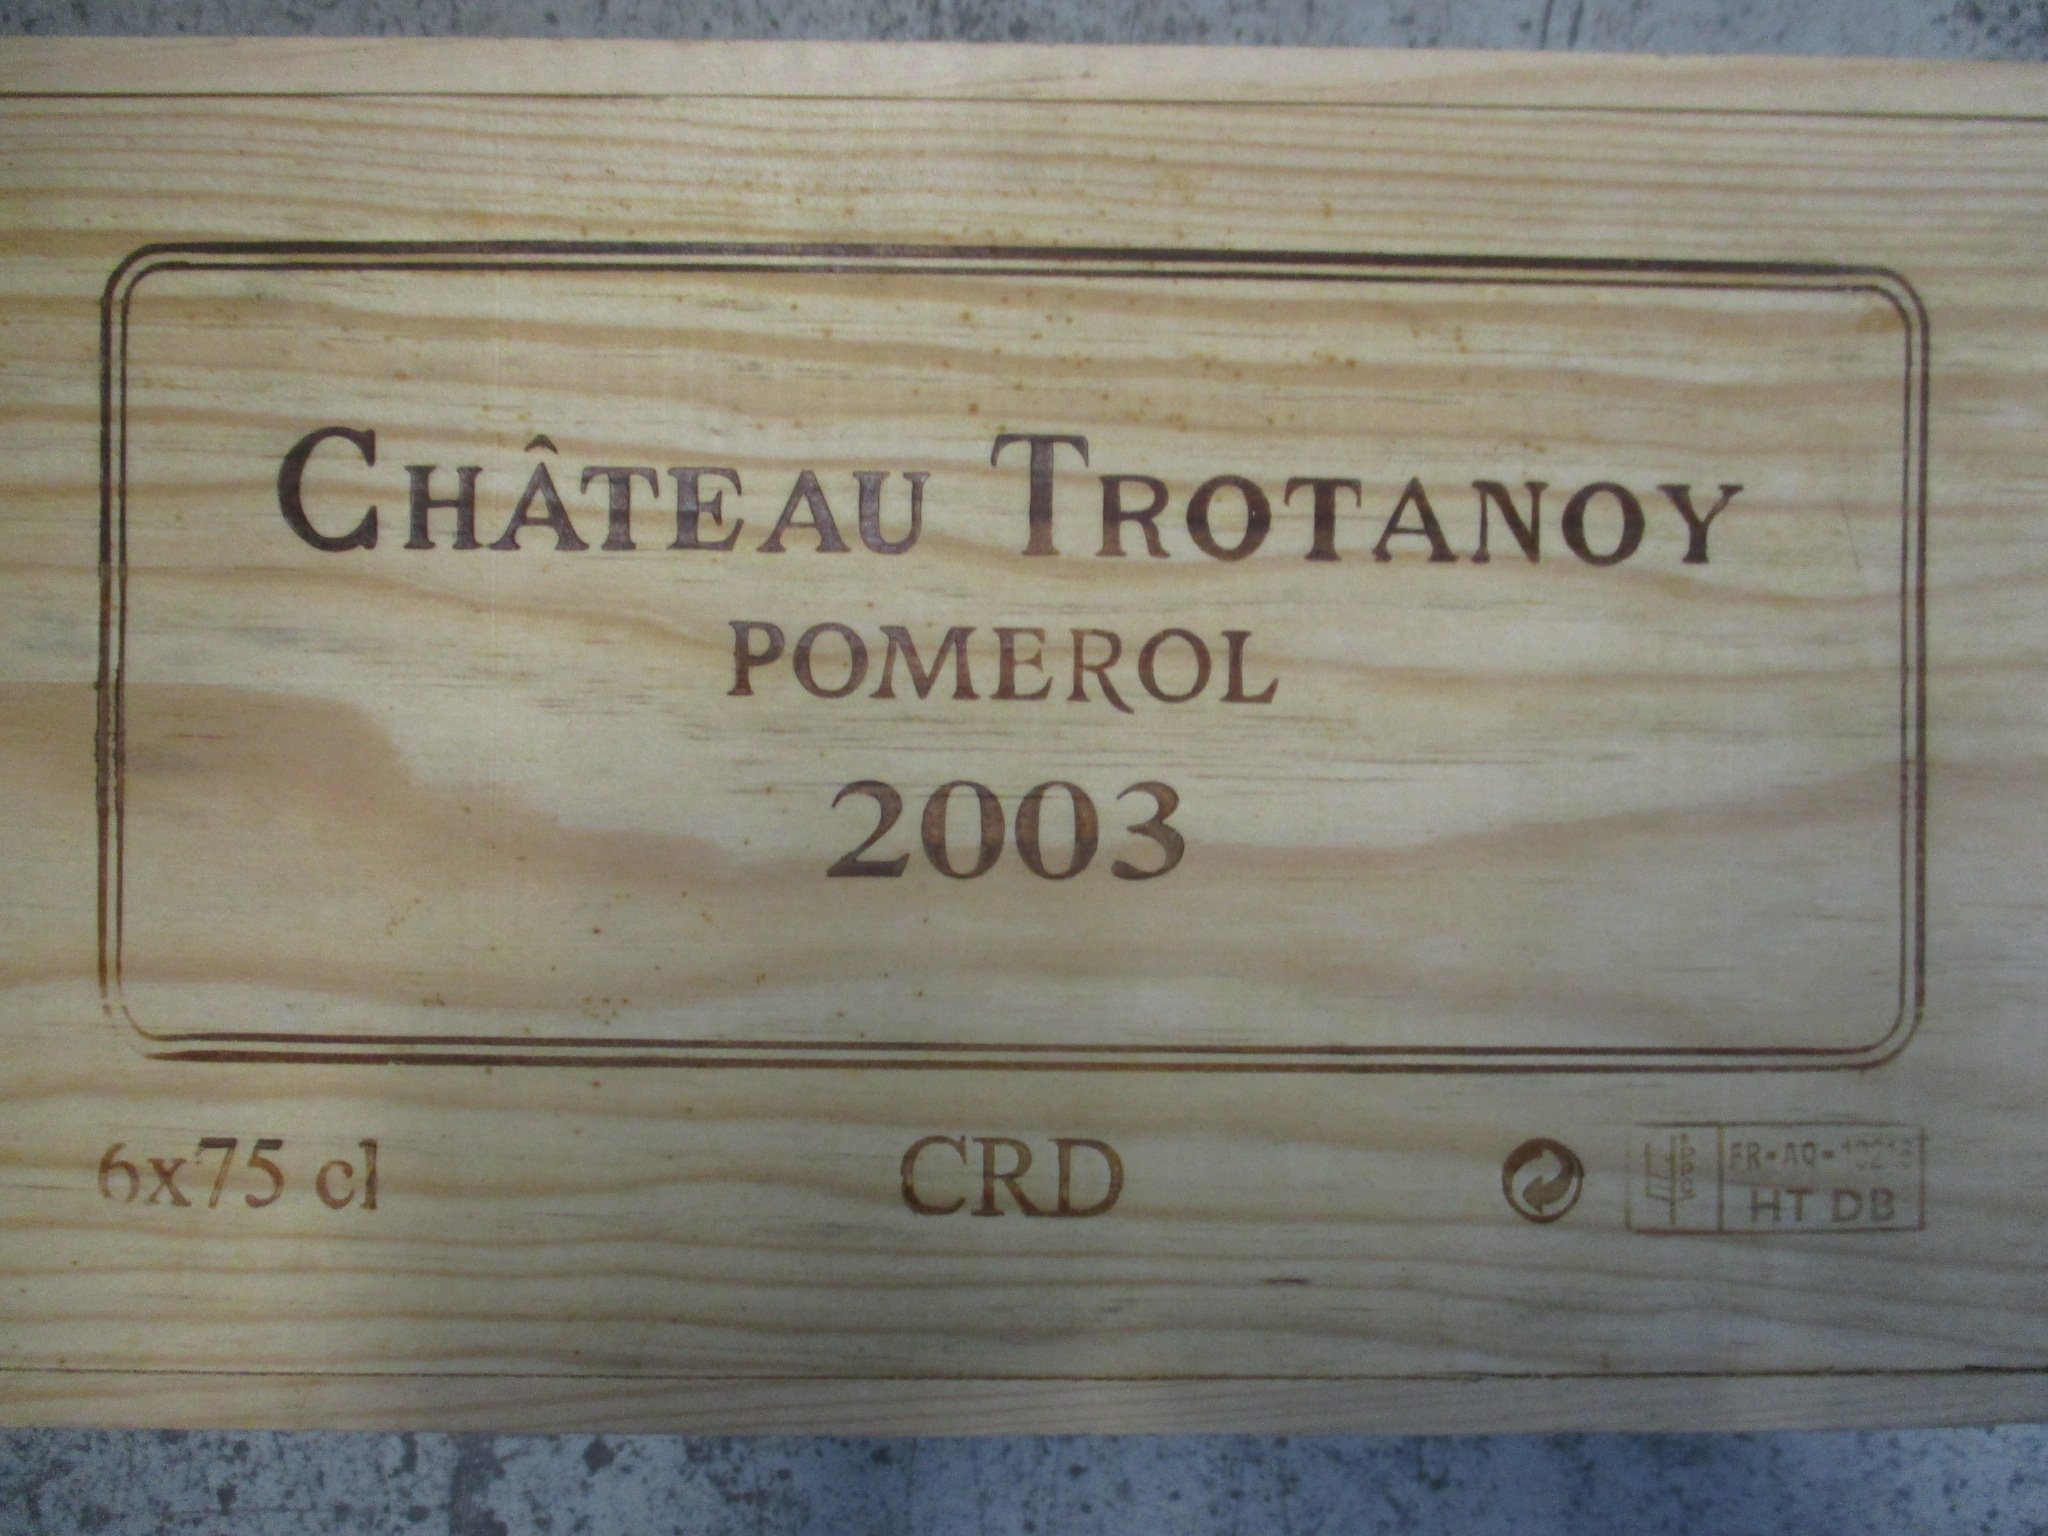 CHÂTEAU TROTANOY
POMEROL
2003
6x75 cl
CRD
HT DB